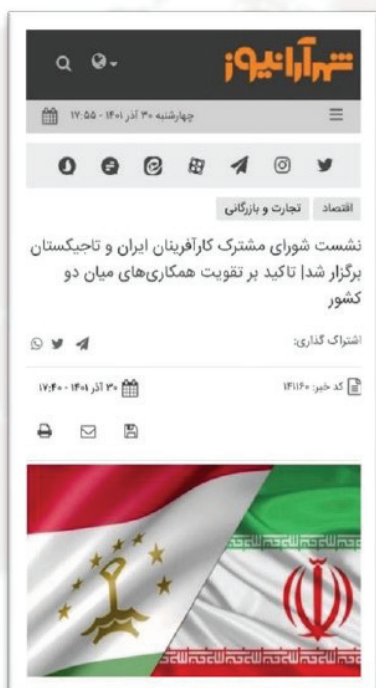 شهرآرانیوز
چهارشنبه ۳۰ آذر ۱۴۰۱ - ۱۷:۵۵
اقتصاد
تجارت و بازرگانی
نشست شورای مشترک کارآفرینان ایران و تاجیکستان
برگزار شد| تاکید بر تقویت همکاری‌های میان دو
کشور
اشتراک گذاری:
کد خبر: ۱۴۱۱۶۰
۳۰ آذر ۱۴۰۱ - ۱۷:۴۰